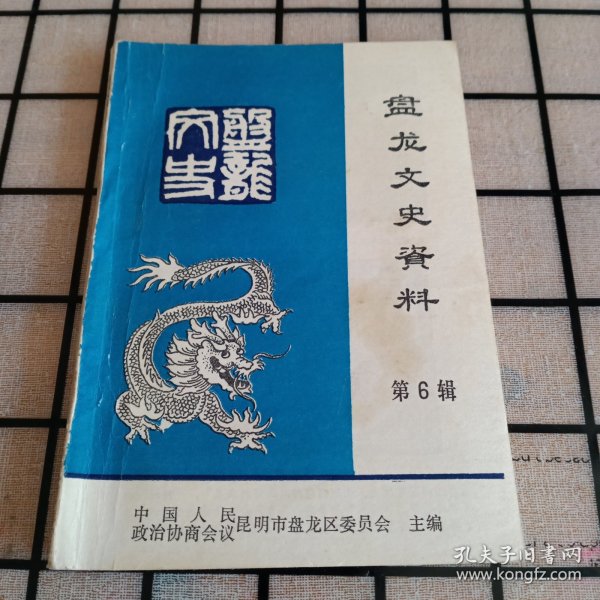 盘龙文史資料
第6辑
盤龍
文史
中国人民
政治协商会议
昆明市盘龙区委员会 主编
孔夫子旧书网
www.kongfz.com